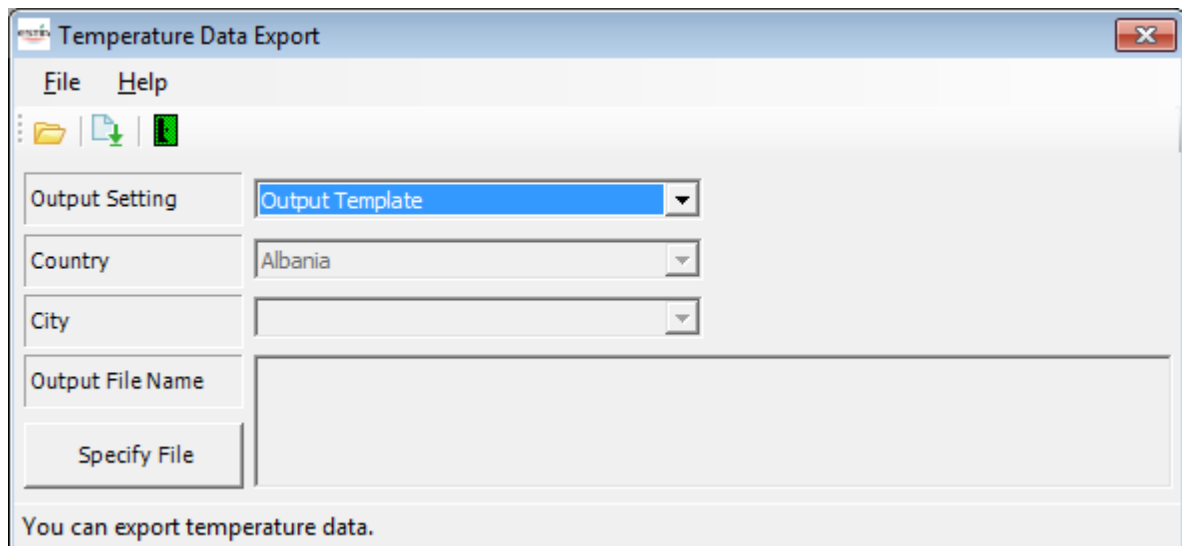 Temperature Data Export
File Help
Output Setting
Output Template
Country
Albania
City
Output File Name
Specify File
You can export temperature data.